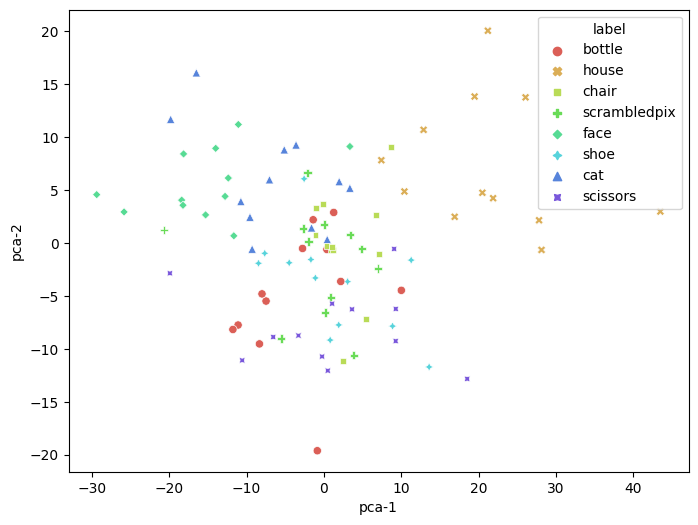 label
bottle
house
chair
scrambledpix
face
shoe
cat
scissors
20
15
10
5
0
−5
−10
−15
−20
pca-2
−30 −20 −10 0 10 20 30 40
pca-1